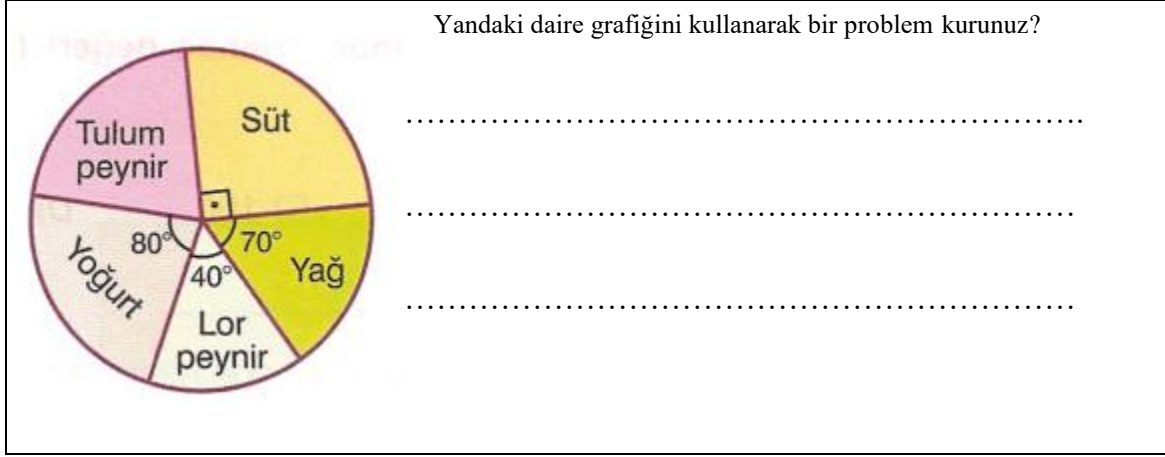 Yandaki daire grafiğini kullanarak bir problem kurunuz?
………………………………………………………………….
…………………………………………………………………
…………………………………………………………………
Tulum
peynir
Süt
80°
70°
40°
Yoğurt
Yağ
Lor
peynir